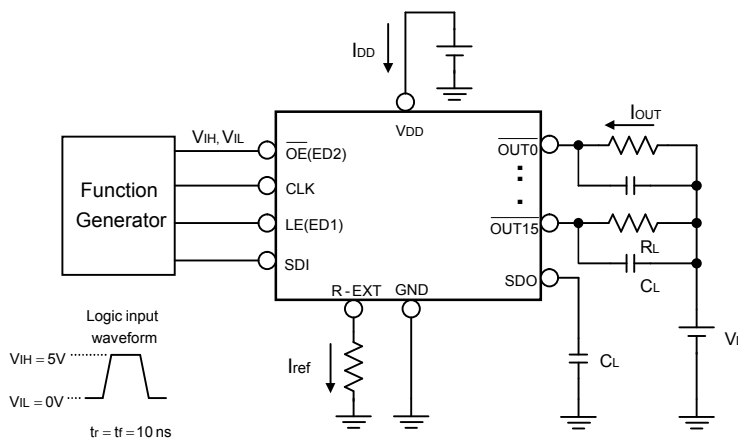 IDD
VDD
IOUT
VIH, VIL
OE(ED2)
OUT0
Function
Generator
CLK
LE(ED1)
OUT15
RL
SDI
SDO
CL
R-EXT
GND
Logic input
waveform
VIH = 5V
Iref
CL
VIL = 0V
tr = tf = 10 ns